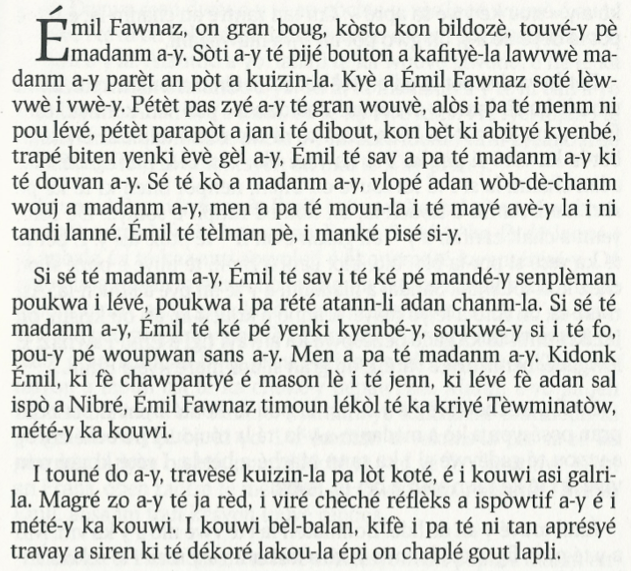 Émil Fawnaz, on gran boug, kòsto kon bildozè, touvé-y pè
madanm a-y. Sòti a-y té pijé bouton a kafityè-la lawvwè ma-
danm a-y parèt an pòt a kuizin-la. Kyè a Émil Fawnaz soté lèw-
vwè i vwè-y. Pétèt pas zyé a-y té gran wouvè, alòs i pa té menm ni
pou lévé, pétèt parapòt a jan i té dibout, kon bèt ki abityé kyenbé,
trapé biten yenki èvè gèl a-y, Émil té sav a pa té madanm a-y ki
té douvan a-y. Sé té kò a madanm a-y, vlopé adan wòb-dè-chanm
wouj a madanm a-y, men a pa té moun-la i té mayé avè-y la i ni
tandi lanné. Émil té tèlman pè, i manké pisé si-y.
Si sé té madanm a-y, Émil té sav i té ké pé mandé-y senplèman
poukwa i lévé, poukwa i pa rété atann-li adan chanm-la. Si sé té
madanm a-y, Émil té ké pé yenki kyenbé-y, soukwé-y si i té fo,
pou-y pé woupwan sans a-y. Men a pa té madanm a-y. Kidonk
Émil, ki fè chawpantyé é mason lè i té jenn, ki lévé fè adan sal
ispò a Nibré, Émil Fawnaz timoun lékòl té ka kriyé Tèwminatòw,
mété-y ka kouwi.
I touné do a-y, travèsé kuizin-la pa lòt koté, é i kouwi asi galri-
la. Magré zo a-y té ja rèd, i viré chèché réflèks a ispòwtif a-y é i
mété-y ka kouwi. I kouwi bèl-balan, kifè i pa té ni tan aprésyé
travay a siren ki té dékoré lakou-la épi on chaplé gout lapli.